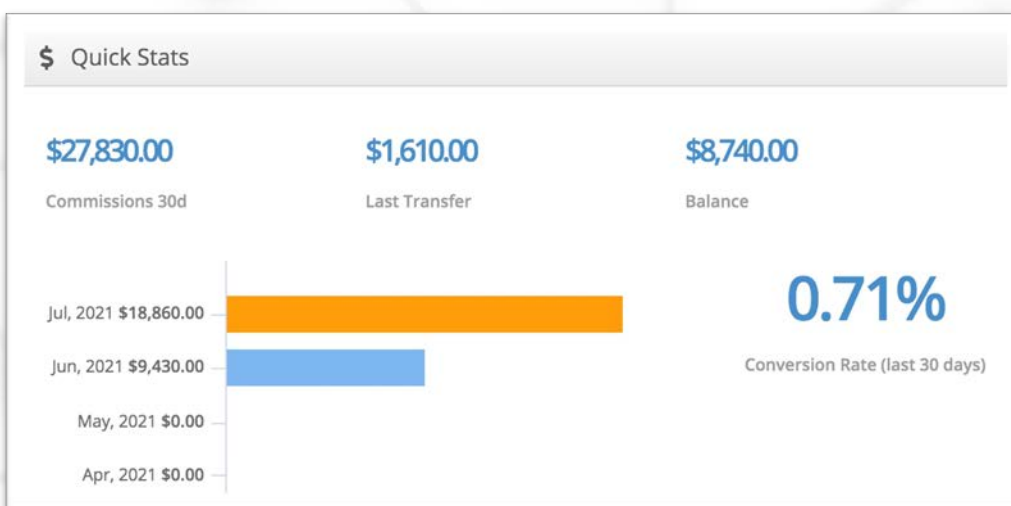 $ Quick Stats
$27,830.00 $1,610.00 $8,740.00
Commissions 30d Last Transfer Balance
0.71%
Conversion Rate (last 30 days)
Jul, 2021 $18,860.00
Jun, 2021 $9,430.00
May, 2021 $0.00
Apr, 2021 $0.00